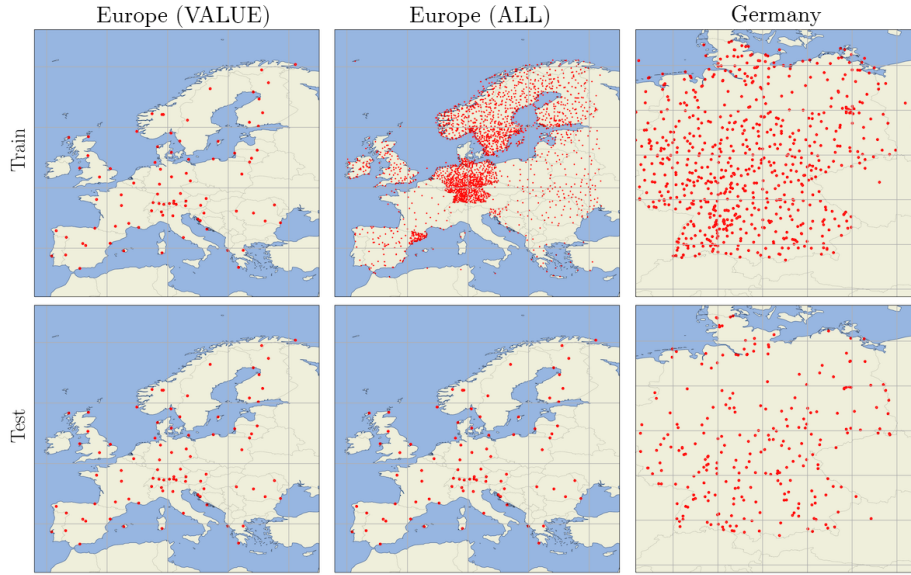 Europe (VALUE)
Europe (ALL)
Germany
Train
Test